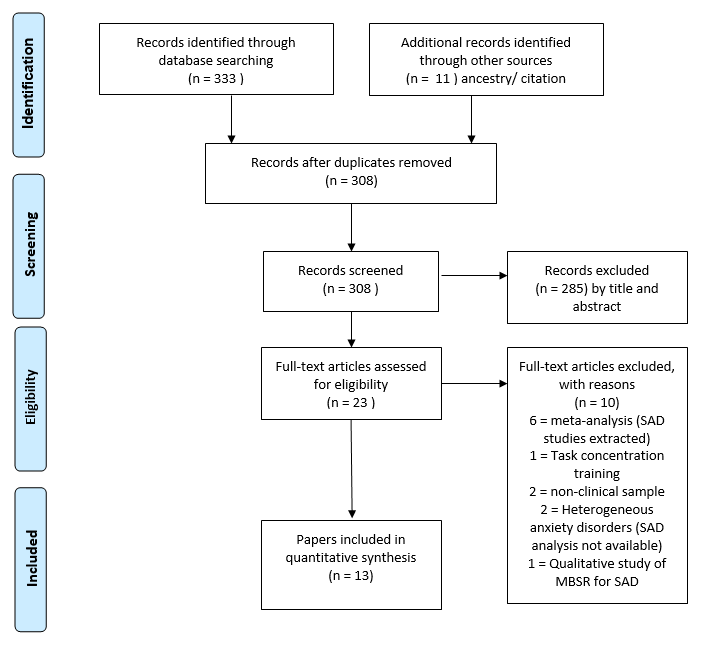 Identification
Records identified through
database searching
(n = 333 )
Additional records identified
through other sources
(n = 11 ) ancestry/ citation
Records after duplicates removed
(n = 308)
Screening
Records screened
(n = 308 )
Records excluded
(n = 285) by title and
abstract
Eligibility
Full-text articles assessed
for eligibility
(n = 23 )
Full-text articles excluded,
with reasons
(n = 10)
6 = meta-analysis (SAD
studies extracted)
1 = Task concentration
training
2 = non-clinical sample
2 = Heterogeneous
anxiety disorders (SAD
analysis not available)
1 = Qualitative study of
MBSR for SAD
Included
Papers included in
quantitative synthesis
(n = 13)